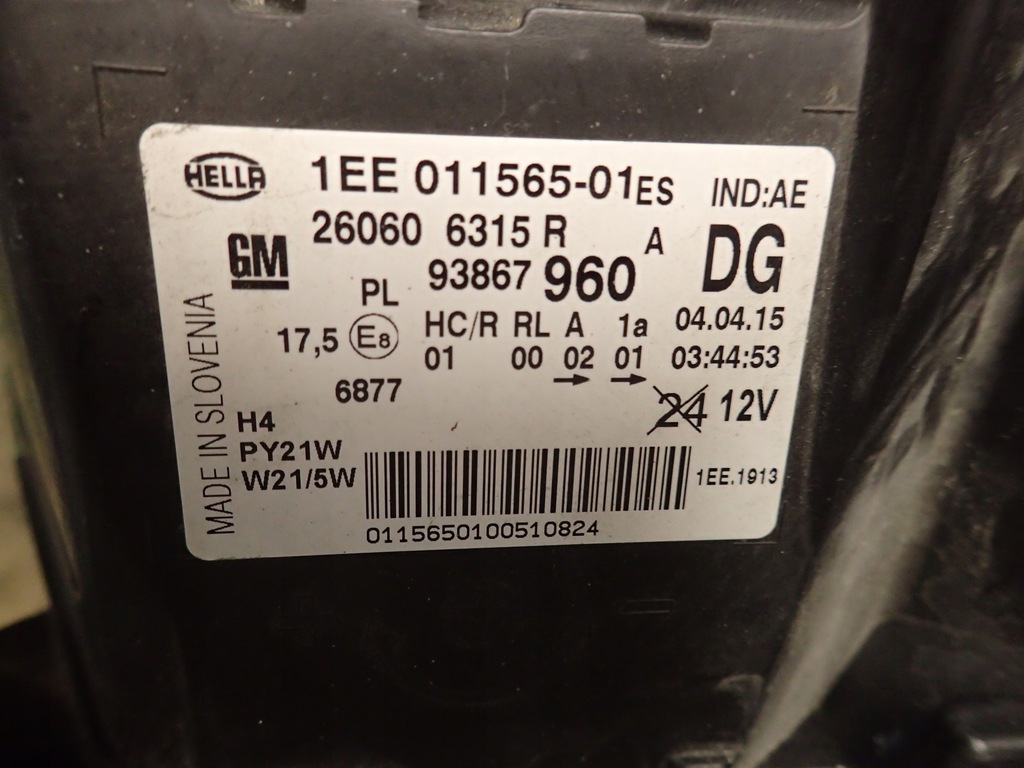 HELLA 1EE 011565-01ES IND:AE
GM 26060 6315 R A DG
93867 960
PL HC/R RL A 1a 04.04.15
17,5 E8 01 00 02 01 03:44:53
→ →
6877 24 12V
H4
PY21W
W21/5W 1EE.1913
0115650100510824
MADE IN SLOVENIA